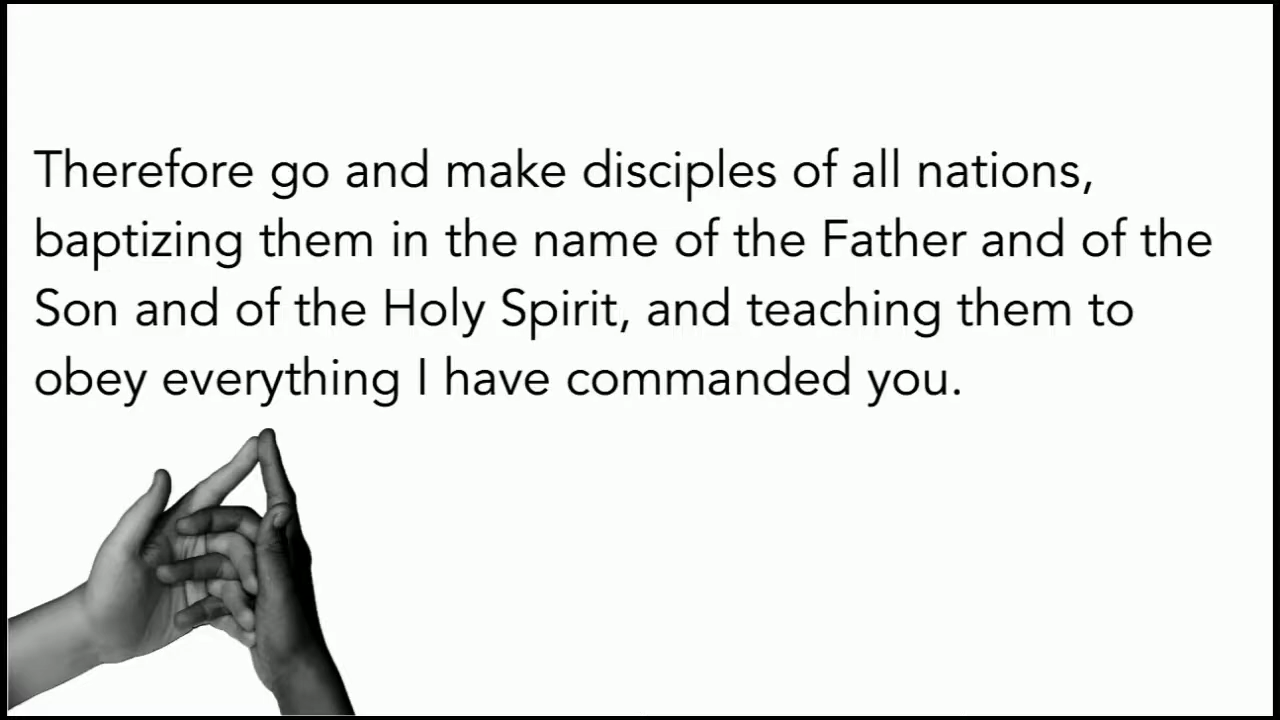 Therefore go and make disciples of all nations,
baptizing them in the name of the Father and of the
Son and of the Holy Spirit, and teaching them to
obey everything I have commanded you.